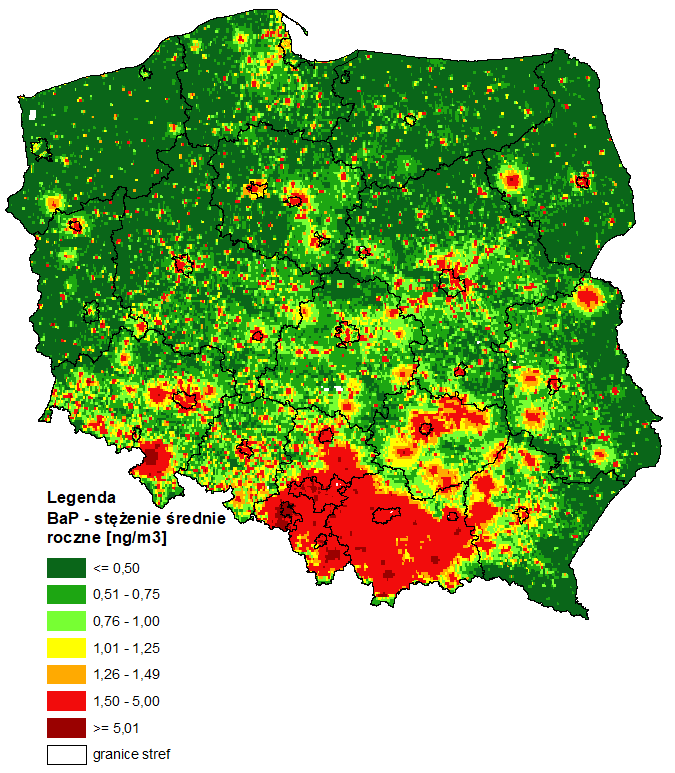 Legenda
BaP - stężenie średnie
roczne [ng/m3]
<= 0,50
0,51 - 0,75
0,76 - 1,00
1,01 - 1,25
1,26 - 1,49
1,50 - 5,00
>= 5,01
granice stref